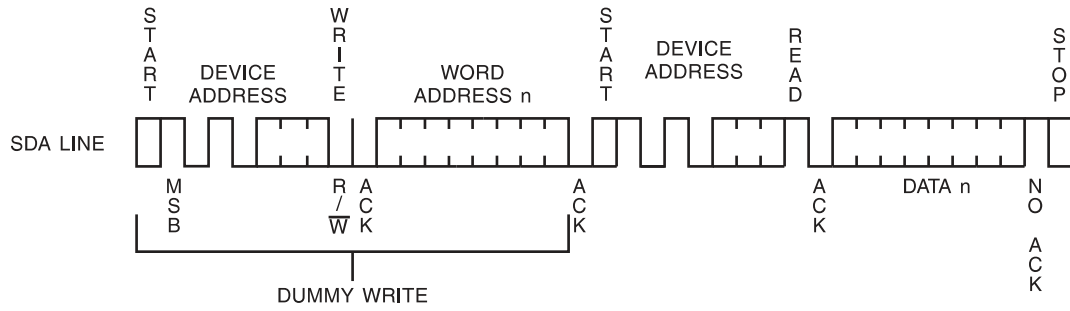 START
DEVICE
ADDRESS
WRITE
WORD
ADDRESS n
START
DEVICE
ADDRESS
READ
STOP
SDA LINE
MSB
R/W
ACK
ACK
ACK
DATA n
NO ACK
DUMMY WRITE